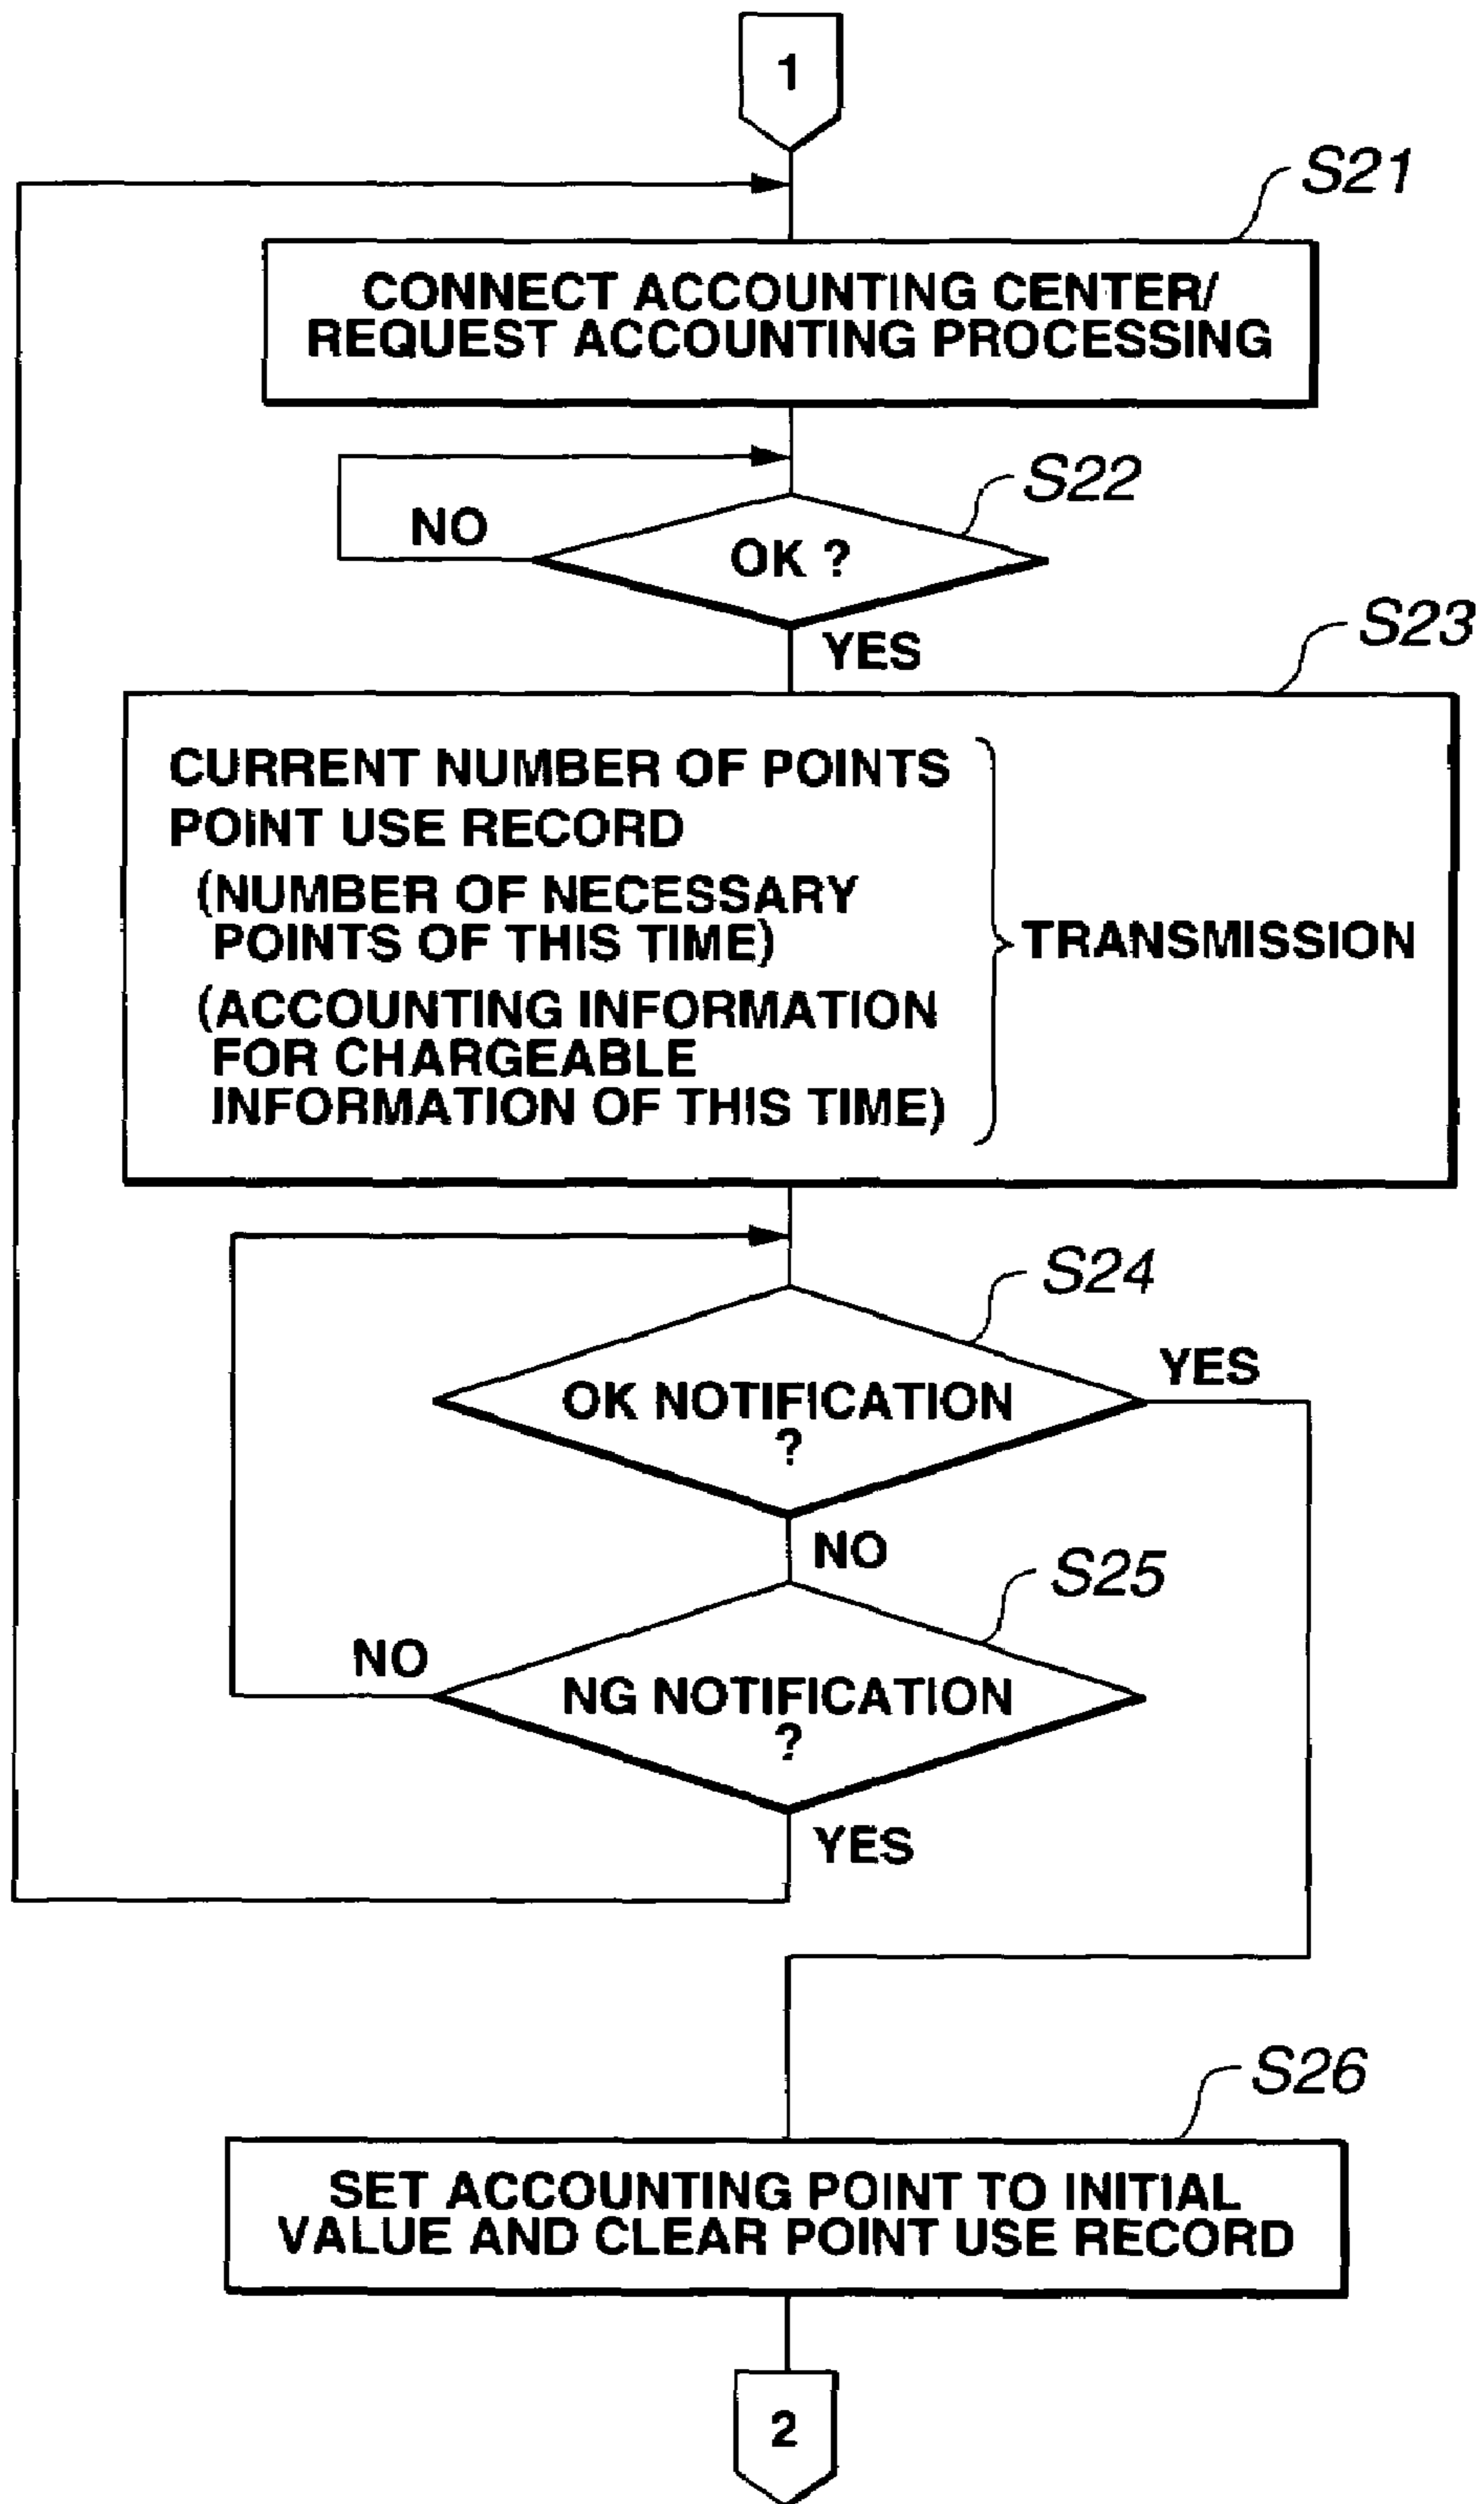 1
S21
CONNECT ACCOUNTING CENTER/
REQUEST ACCOUNTING PROCESSING
S22
NO
OK ?
YES
S23
CURRENT NUMBER OF POINTS
POINT USE RECORD
(NUMBER OF NECESSARY
POINTS OF THIS TIME)
TRANSMISSION
(ACCOUNTING INFORMATION
FOR CHARGEABLE
INFORMATION OF THIS TIME)
S24
YES
OK NOTIFICATION
?
NO
S25
NO
NG NOTIFICATION
?
YES
S26
SET ACCOUNTING POINT TO INITIAL
VALUE AND CLEAR POINT USE RECORD
2